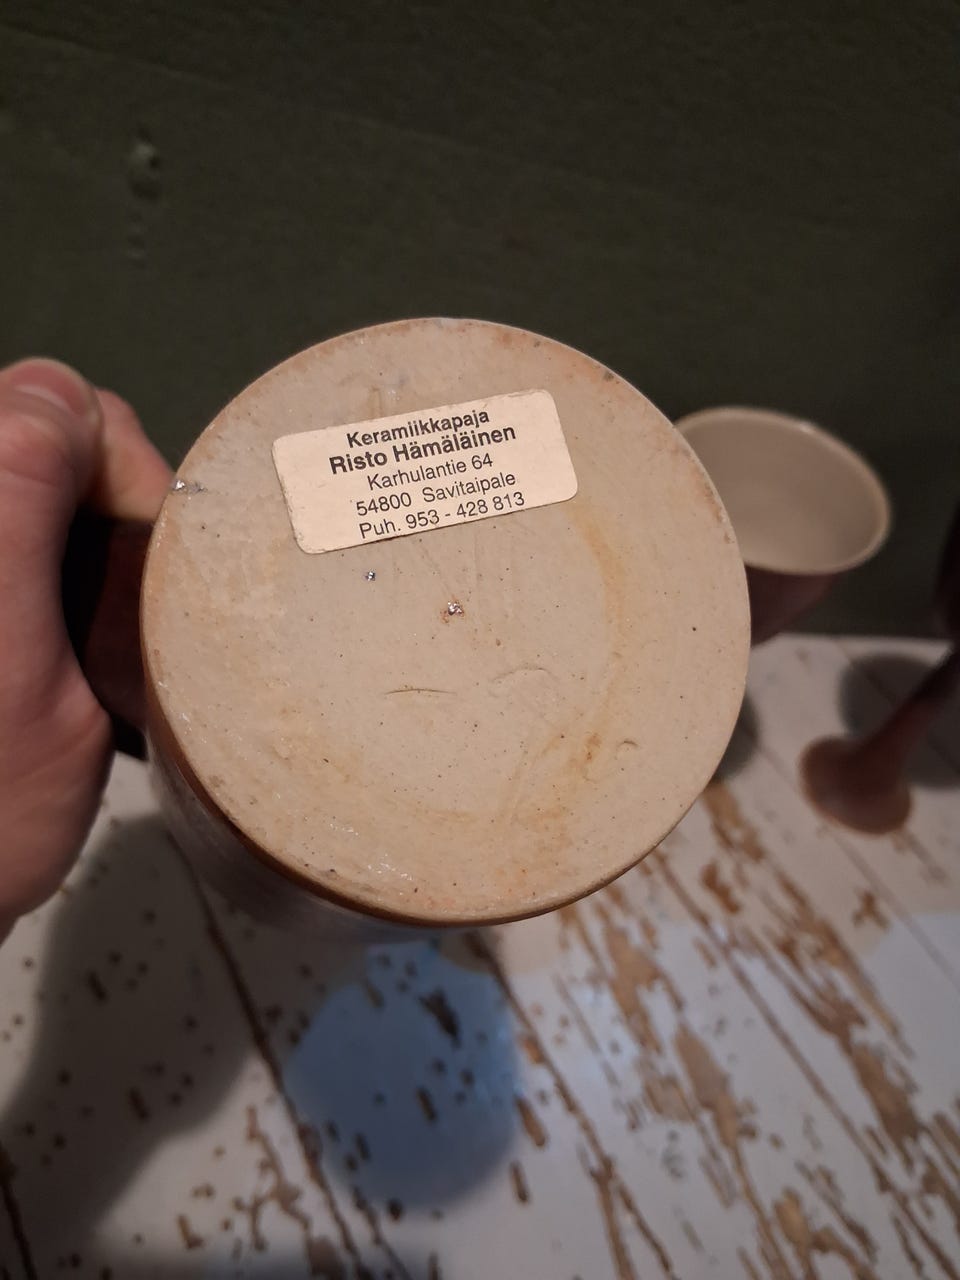 Keramiikkapaja
Risto Hämäläinen
Karhulantie 64
54800 Savitaipale
Puh. 953 - 428 813